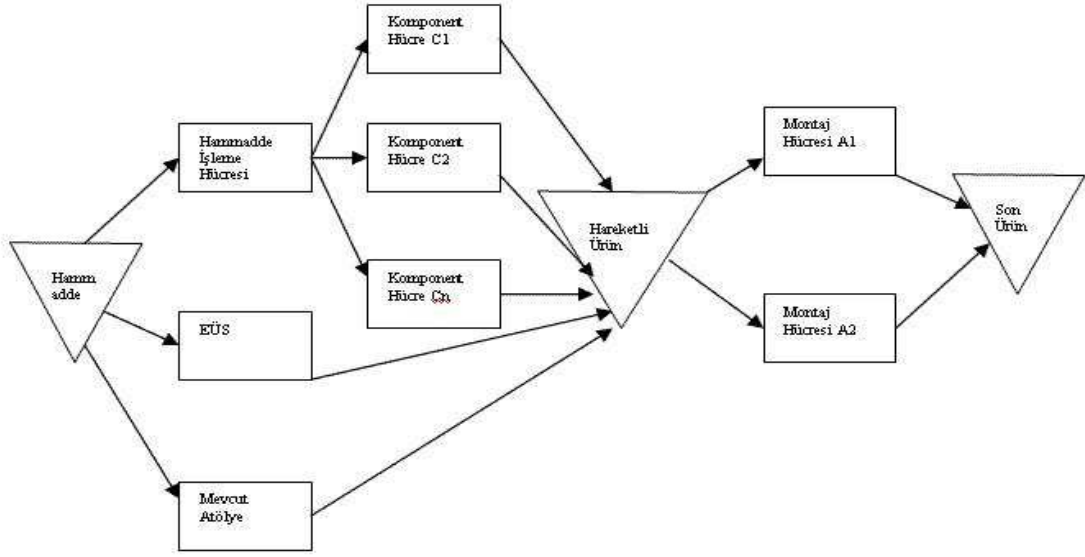 Komponent
Hücre C1
Hammadde
İşleme
Hücresi
Komponent
Hücre C2
Komponent
Hücre Cn
Hamm
adde
EÜS
Mevcut
Atölye
Hareketli
Ürün
Montaj
Hücresi A1
Montaj
Hücresi A2
Son
Ürün